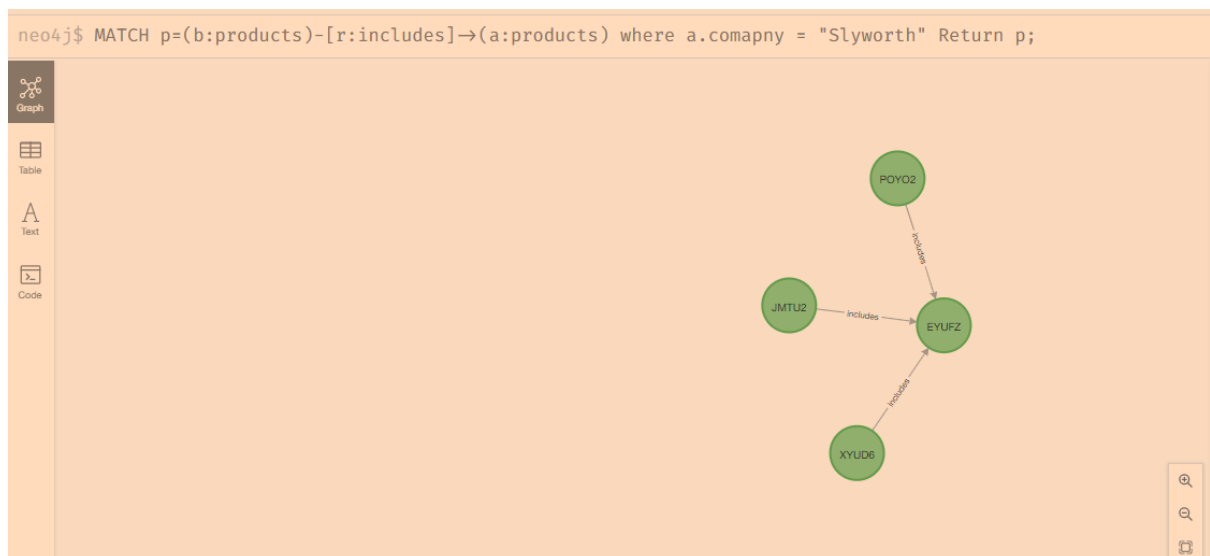 neo4j$ MATCH p=(b:products)-[r:includes]→(a:products) where a.comapny = "Slyworth" Return p;
Graph
Table
Text
Code
POYO2
includes
JMTU2
includes
EYUFZ
includes
XYUD6